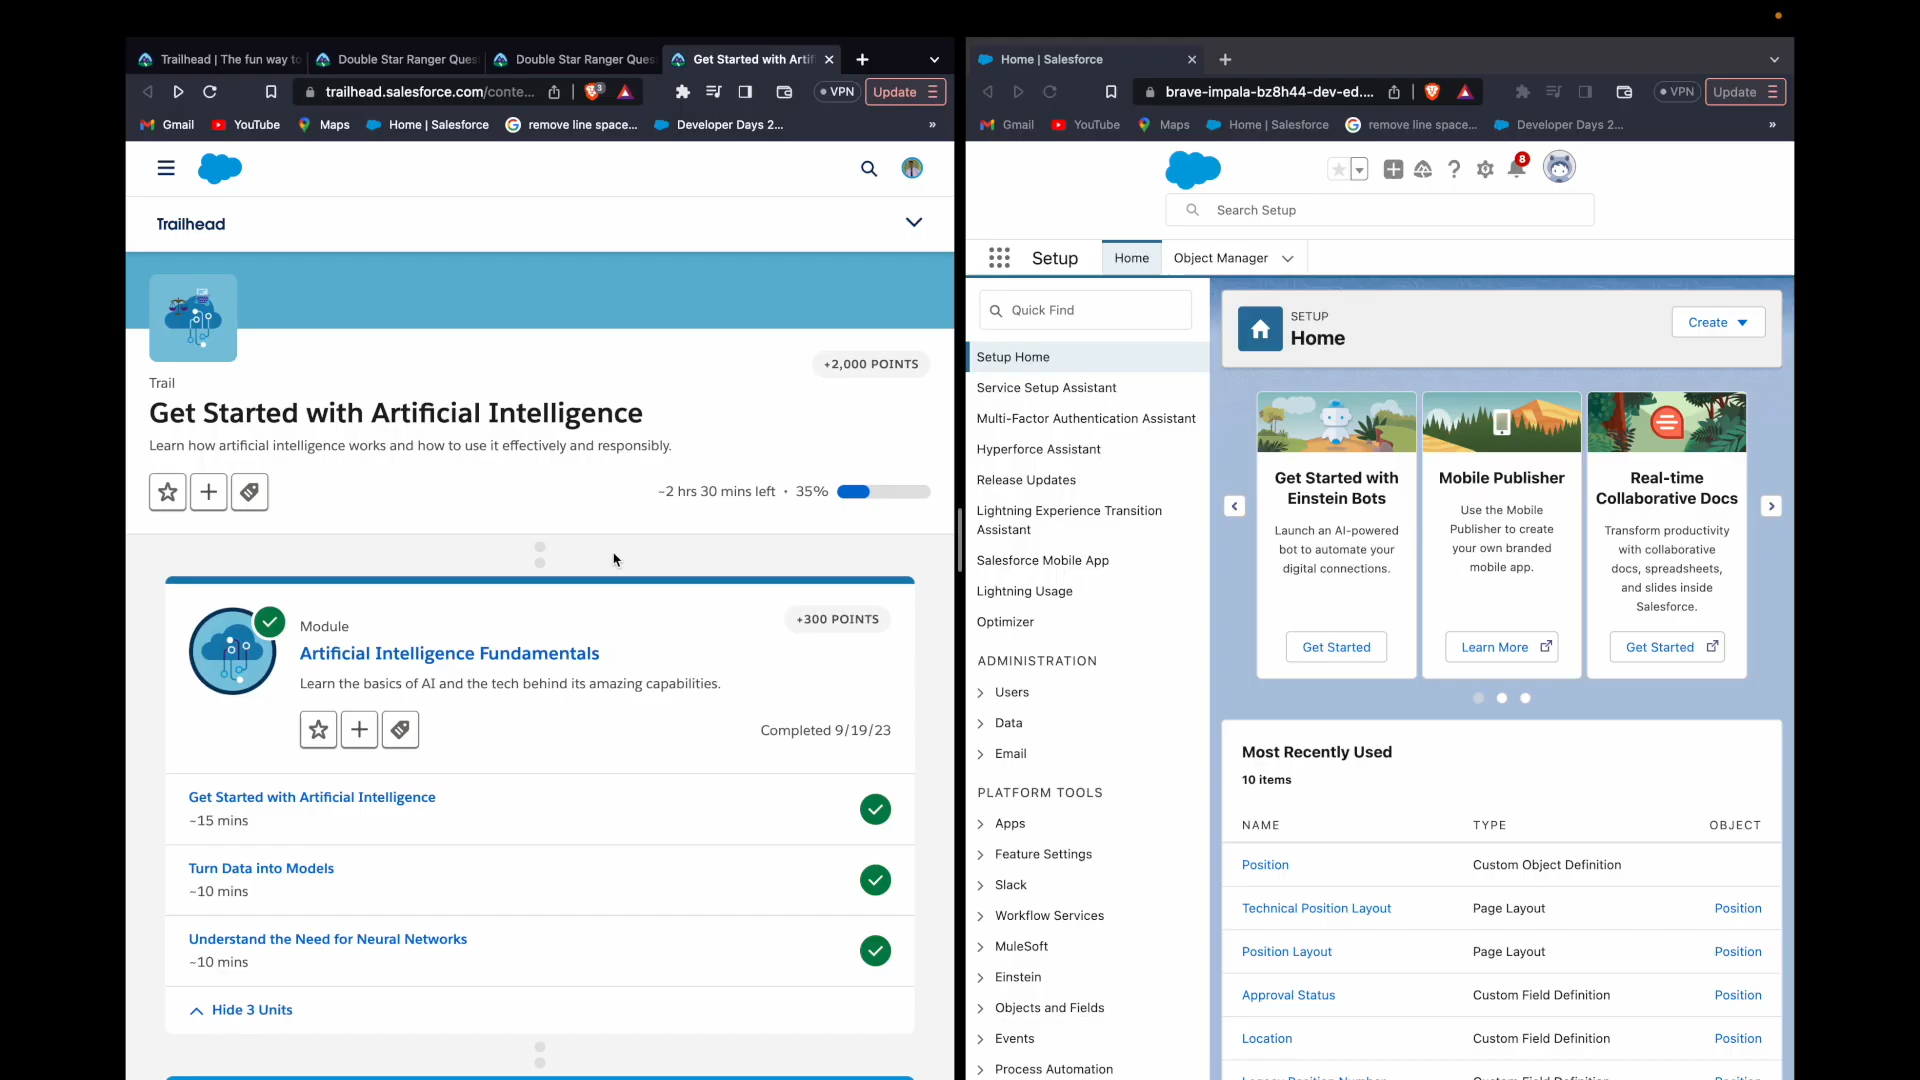 Trailhead | The fun way to
Double Star Ranger Ques
Double Star Ranger Ques
Get Started with Artifi
trailhead.salesforce.com/conte...
3
VPN
Update
Gmail
YouTube
Maps
Home | Salesforce
remove line space...
Developer Days 2...
»
Trailhead
+2,000 POINTS
Trail
Get Started with Artificial Intelligence
Learn how artificial intelligence works and how to use it effectively and responsibly.
~2 hrs 30 mins left • 35%
+300 POINTS
Module
Artificial Intelligence Fundamentals
Learn the basics of AI and the tech behind its amazing capabilities.
Completed 9/19/23
Get Started with Artificial Intelligence
~15 mins
Turn Data into Models
~10 mins
Understand the Need for Neural Networks
~10 mins
Hide 3 Units
Home | Salesforce
brave-impala-bz8h44-dev-ed....
VPN
Update
Gmail
YouTube
Maps
Home | Salesforce
remove line space...
Developer Days 2...
»
8
Search Setup
Setup
Home
Object Manager
Quick Find
Setup Home
Service Setup Assistant
Multi-Factor Authentication Assistant
Hyperforce Assistant
Release Updates
Lightning Experience Transition
Assistant
Salesforce Mobile App
Lightning Usage
Optimizer
ADMINISTRATION
Users
Data
Email
PLATFORM TOOLS
Apps
Feature Settings
Slack
Workflow Services
MuleSoft
Einstein
Objects and Fields
Events
Process Automation
SETUP
Home
Create
Get Started with
Einstein Bots
Launch an AI-powered
bot to automate your
digital connections.
Get Started
Mobile Publisher
Use the Mobile
Publisher to create
your own branded
mobile app.
Learn More
Real-time
Collaborative Docs
Transform productivity
with collaborative
docs, spreadsheets,
and slides inside
Salesforce.
Get Started
Most Recently Used
10 items
NAME TYPE OBJECT
Position Custom Object Definition
Technical Position Layout Page Layout Position
Position Layout Page Layout Position
Approval Status Custom Field Definition Position
Location Custom Field Definition Position